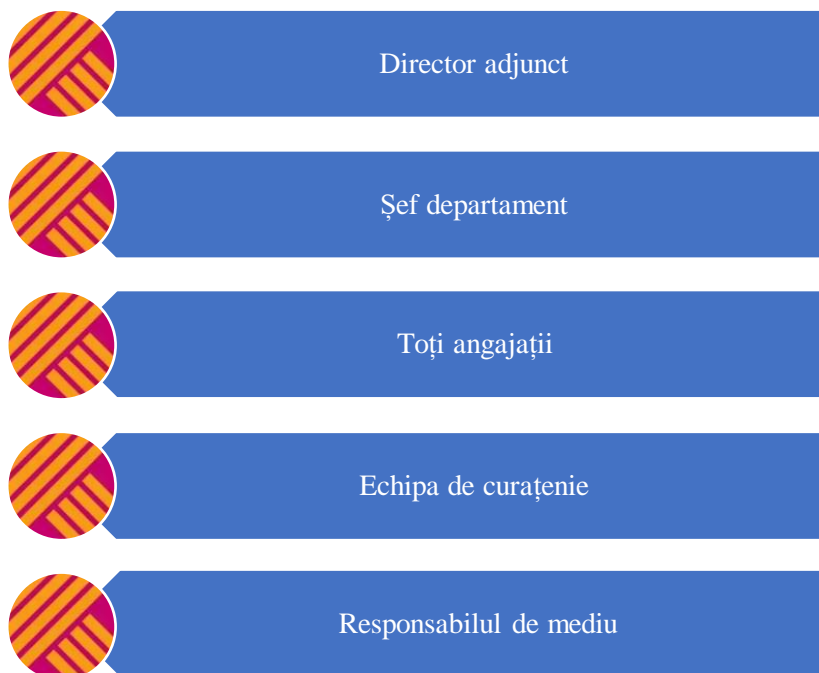 Director adjunct
Șef departament
Toți angajații
Echipa de curațenie
Responsabilul de mediu